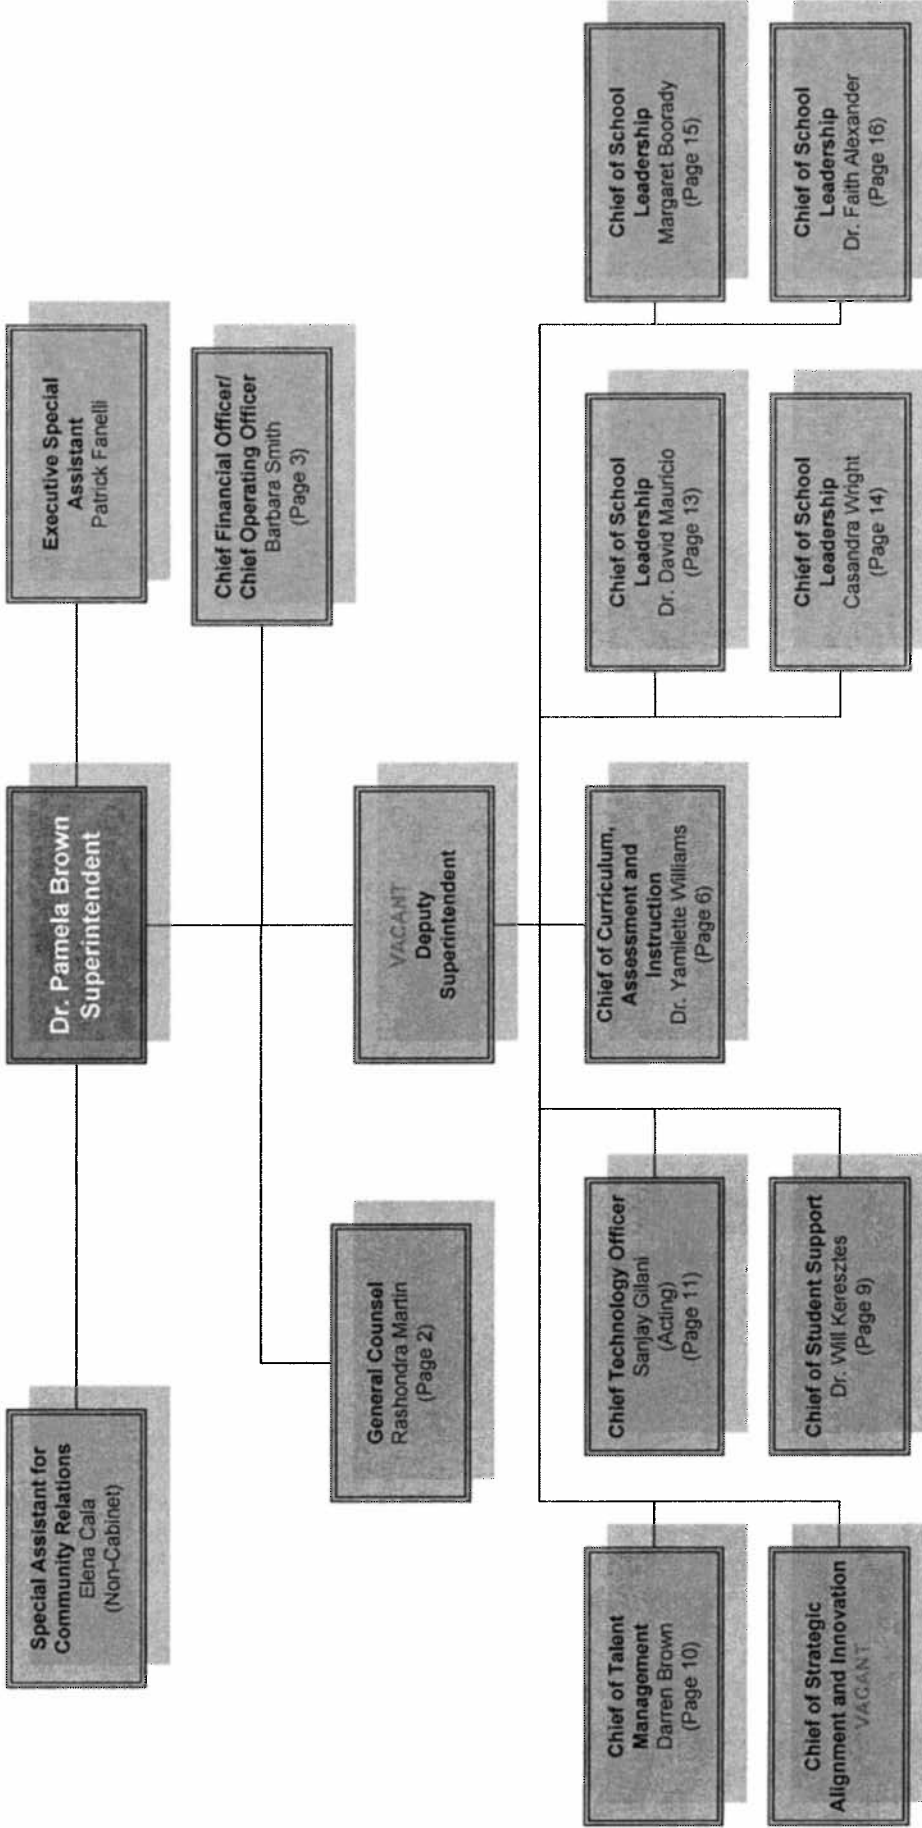 Special Assistant for
Community Relations
Elena Cala
(Non-Cabinet)
Dr. Pamela Brown
Superintendent
Executive Special
Assistant
Patrick Fanelli
General Counsel
Rashondra Martin
(Page 2)
Chief Financial Officer/
Chief Operating Officer
Barbara Smith
(Page 3)
VACANT
Deputy
Superintendent
Chief of Talent
Management
Darren Brown
(Page 10)
Chief of Strategic
Alignment and Innovation
VACANT
Chief Technology Officer
Sanjay Gilani
(Acting)
(Page 11)
Chief of Student Support
Dr. Will Keresztes
(Page 9)
Chief of Curriculum,
Assessment and
Instruction
Dr. Yamilette Williams
(Page 6)
Chief of School
Leadership
Dr. David Mauricio
(Page 13)
Chief of School
Leadership
Casandra Wright
(Page 14)
Chief of School
Leadership
Margaret Boorady
(Page 15)
Chief of School
Leadership
Dr. Faith Alexander
(Page 16)